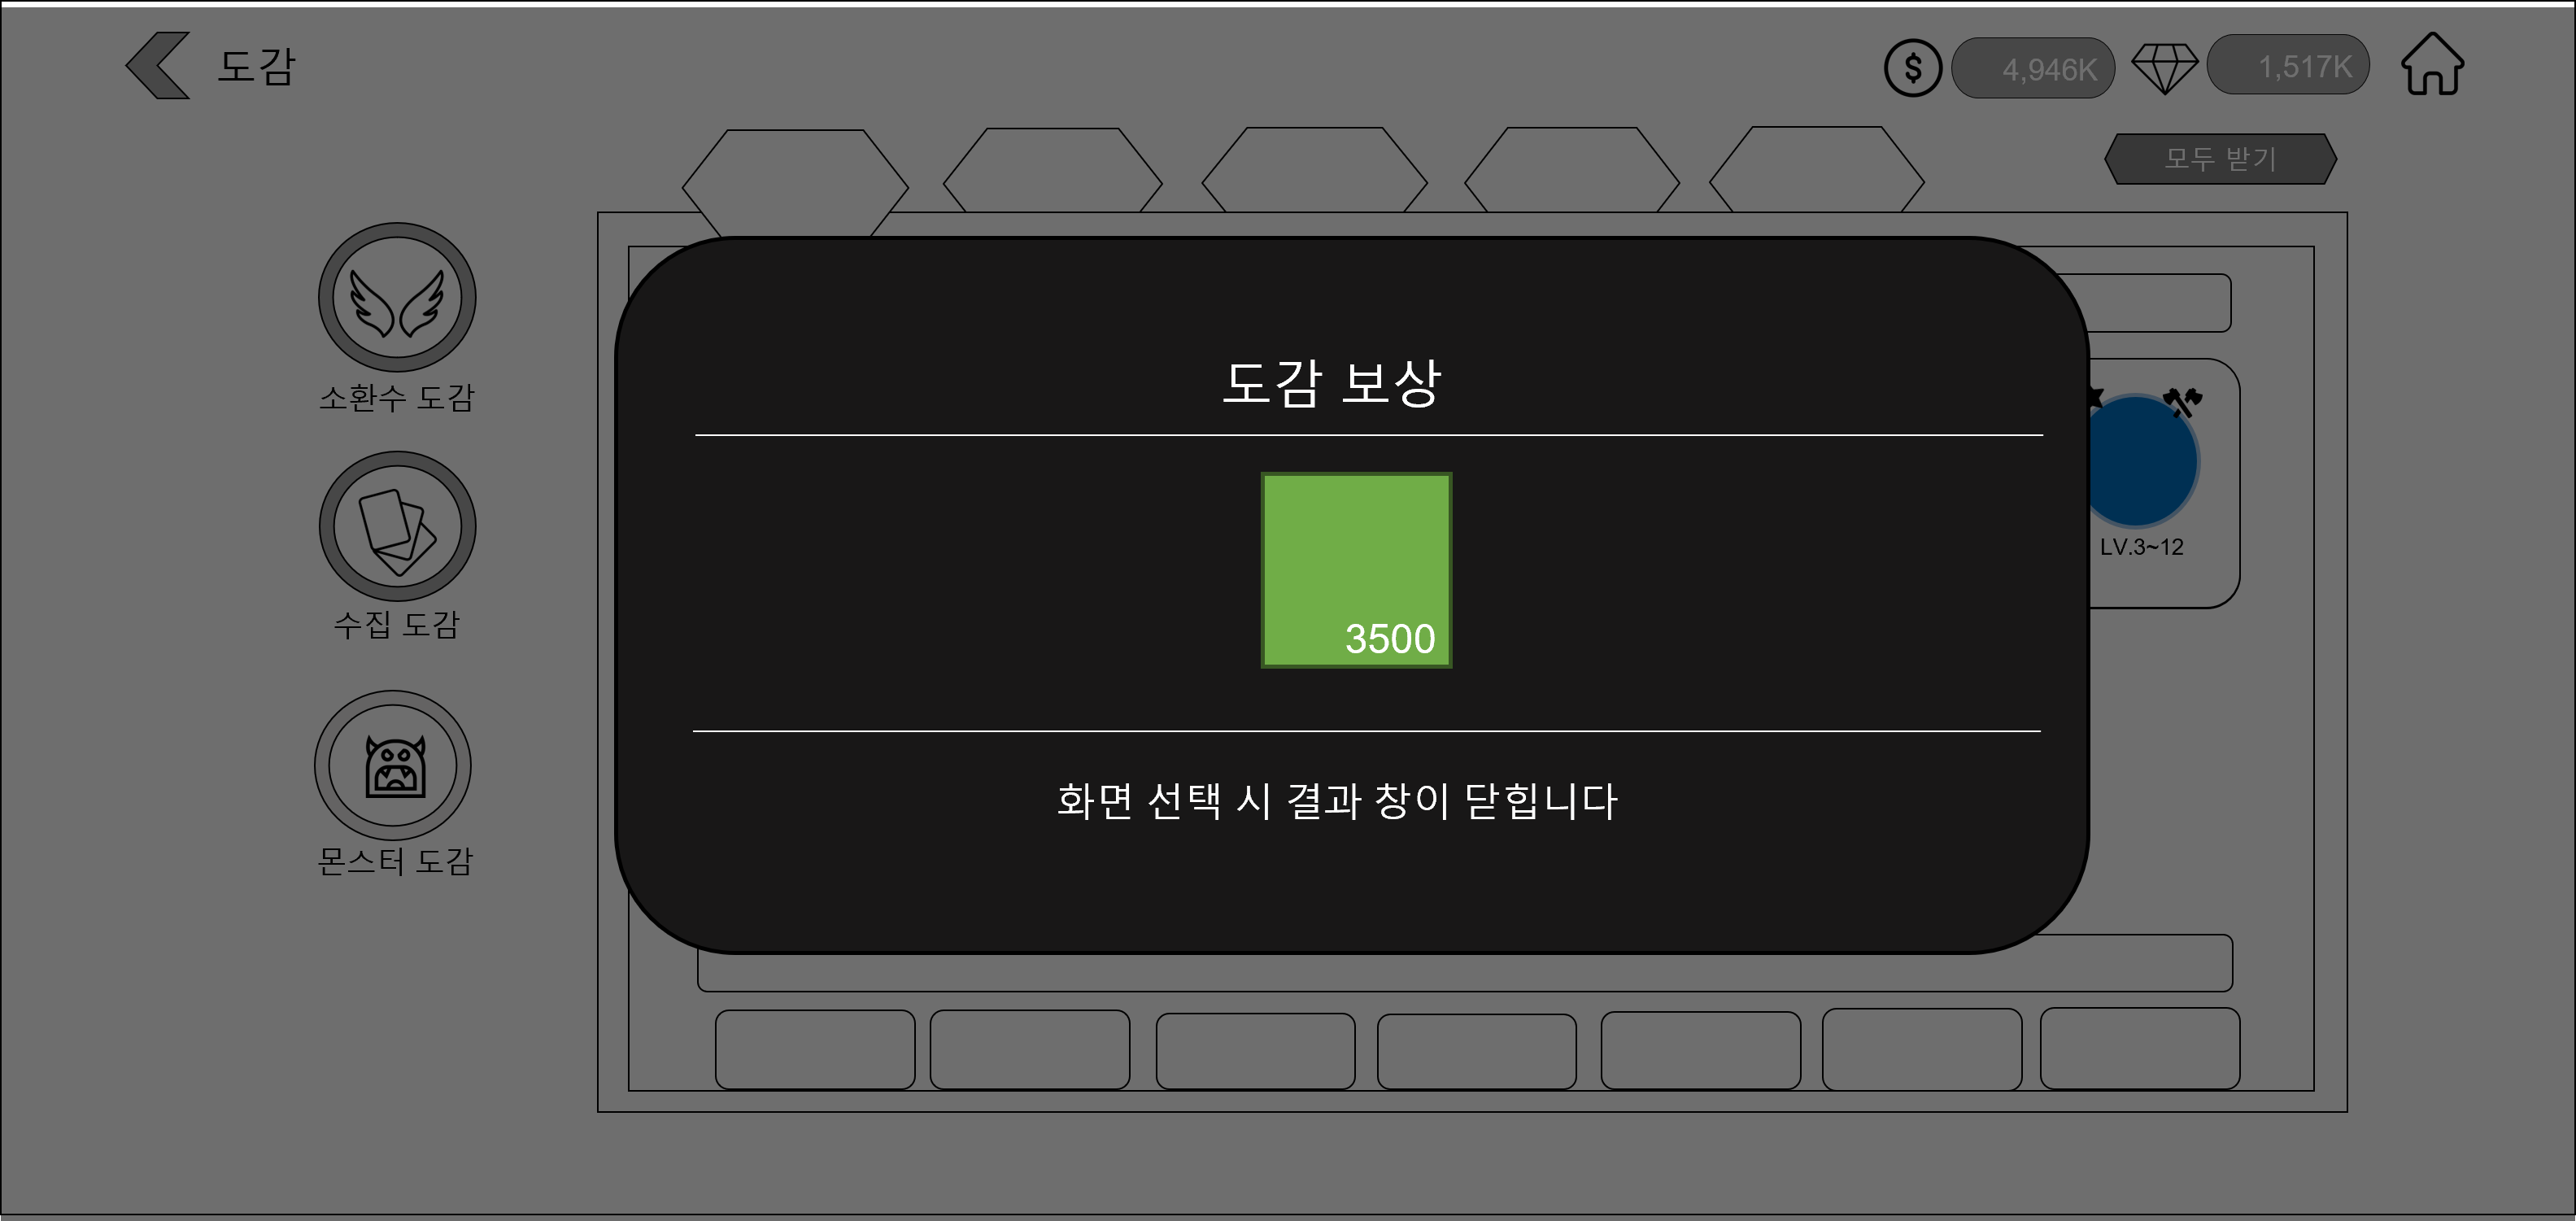 도감
4,946K
1,517K
모두 받기
소환수 도감
수집 도감
몬스터 도감
도감 보상
3500
화면 선택 시 결과 창이 닫힙니다
LV.3~12